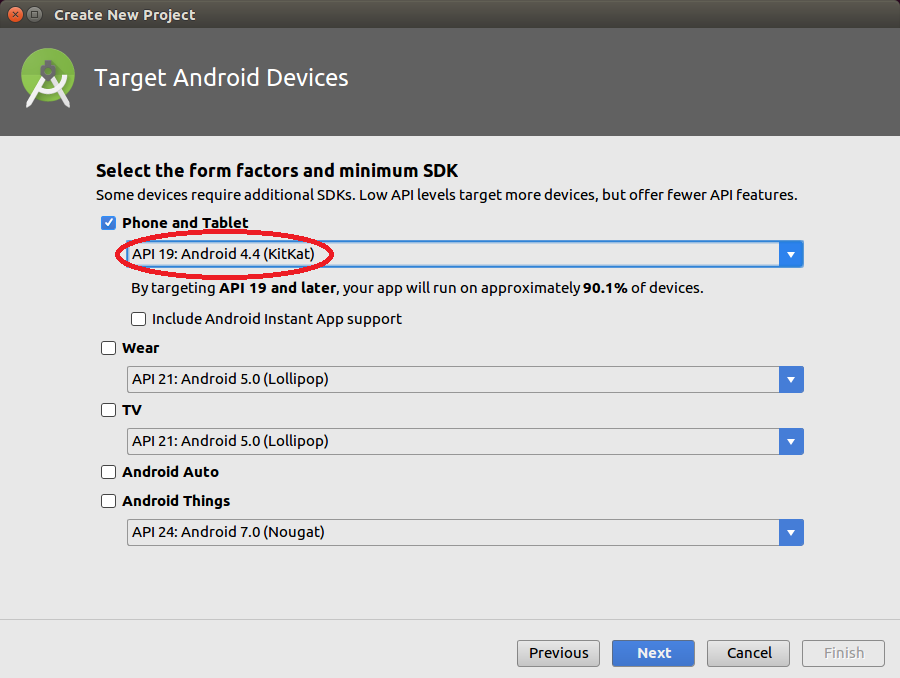 Create New Project
Target Android Devices
Select the form factors and minimum SDK
Some devices require additional SDKs. Low API levels target more devices, but offer fewer API features.
Phone and Tablet
API 19: Android 4.4 (KitKat)
By targeting API 19 and later, your app will run on approximately 90.1% of devices.
Include Android Instant App support
Wear
API 21: Android 5.0 (Lollipop)
TV
API 21: Android 5.0 (Lollipop)
Android Auto
Android Things
API 24: Android 7.0 (Nougat)
Previous Next Cancel Finish